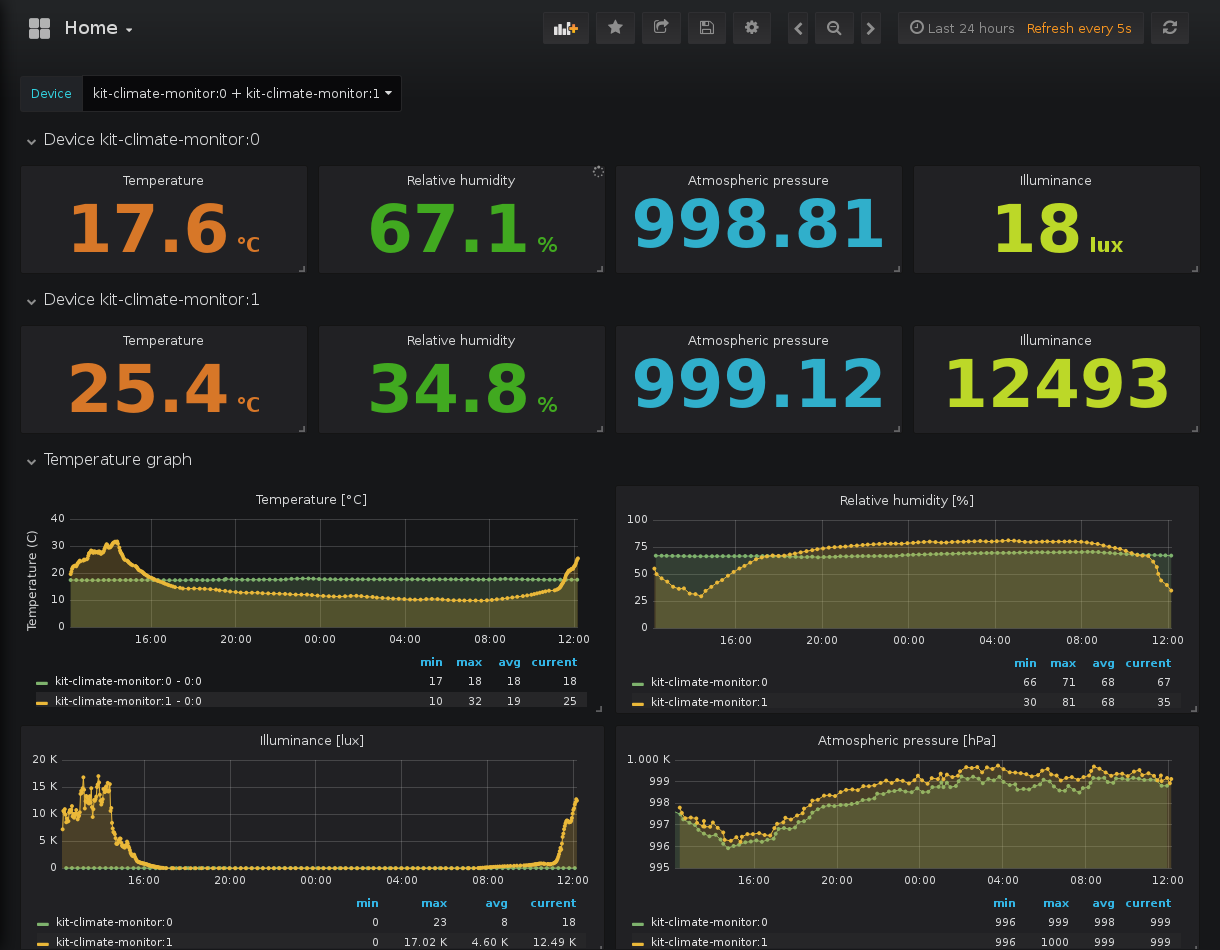 Home
Last 24 hours Refresh every 5s
Device kit-climate-monitor:0 + kit-climate-monitor:1
Device kit-climate-monitor:0
Temperature
17.6 °C
Relative humidity
67.1 %
Atmospheric pressure
998.81
Illuminance
18 lux
Device kit-climate-monitor:1
Temperature
25.4 °C
Relative humidity
34.8 %
Atmospheric pressure
999.12
Illuminance
12493
Temperature graph
Temperature [°C]
Temperature (C)
40
30
20
10
0
16:00 20:00 00:00 04:00 08:00 12:00
min max avg current
kit-climate-monitor:0 - 0:0 17 18 18 18
kit-climate-monitor:1 - 0:0 10 32 19 25
Relative humidity [%]
100
75
50
25
0
16:00 20:00 00:00 04:00 08:00 12:00
min max avg current
kit-climate-monitor:0 66 71 68 67
kit-climate-monitor:1 30 81 68 35
Illuminance [lux]
20 K
15 K
10 K
5 K
0
16:00 20:00 00:00 04:00 08:00 12:00
min max avg current
kit-climate-monitor:0 0 23 8 18
kit-climate-monitor:1 0 17.02 K 4.60 K 12.49 K
Atmospheric pressure [hPa]
1.000 K
999
998
997
996
995
16:00 20:00 00:00 04:00 08:00 12:00
min max avg current
kit-climate-monitor:0 996 999 998 999
kit-climate-monitor:1 996 1000 999 999